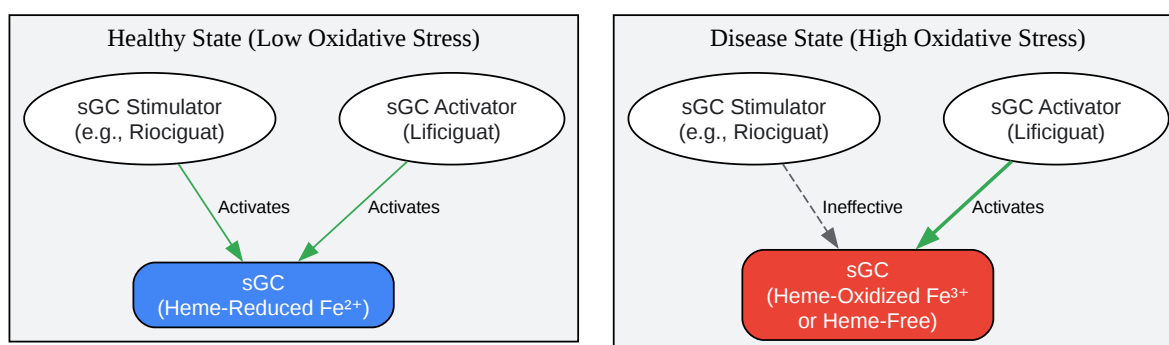 Healthy State (Low Oxidative Stress)
sGC Stimulator
(e.g., Riociguat)
sGC Activator
(Lificiguat)
Activates
Activates
sGC
(Heme-Reduced Fe²⁺)
Disease State (High Oxidative Stress)
sGC Stimulator
(e.g., Riociguat)
sGC Activator
(Lificiguat)
Ineffective
Activates
sGC
(Heme-Oxidized Fe³⁺
or Heme-Free)